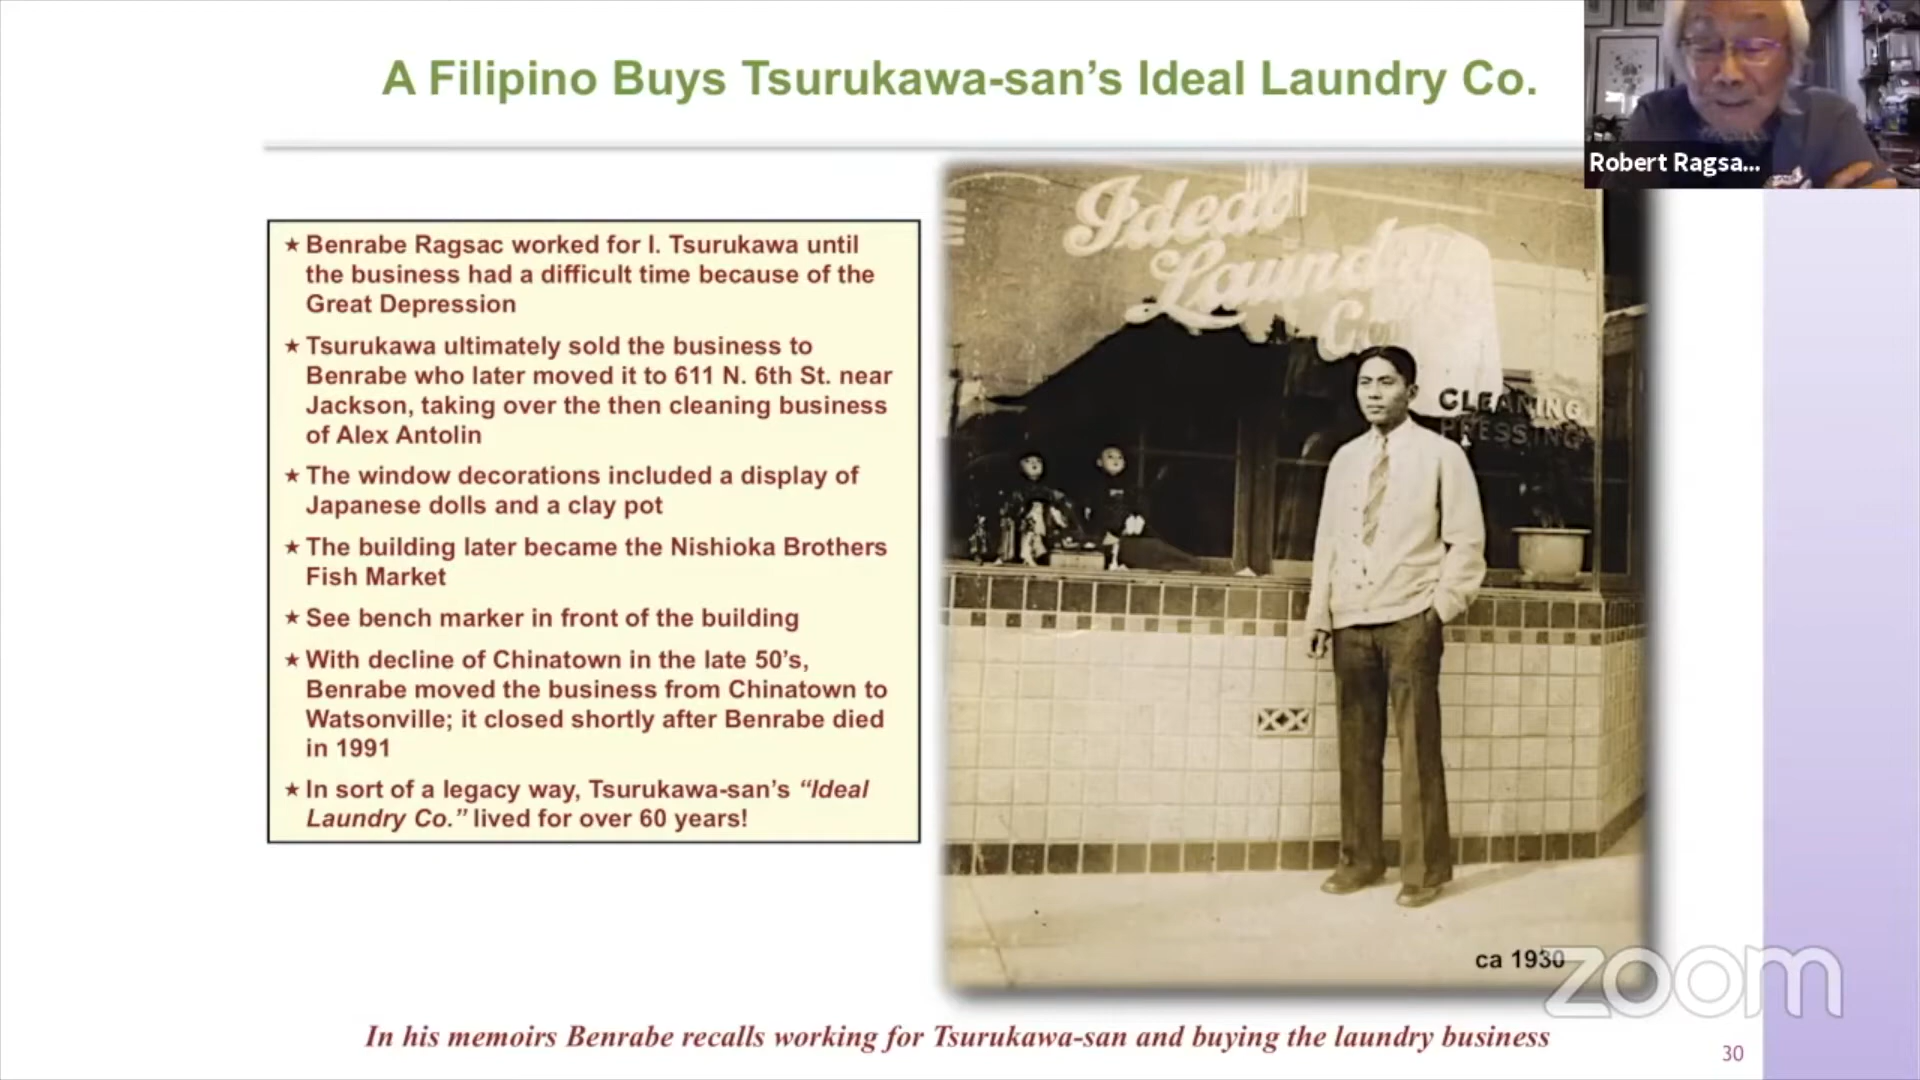 A Filipino Buys Tsurukawa-san's Ideal Laundry Co.
Robert Ragsa...
★ Benrabe Ragsac worked for I. Tsurukawa until
the business had a difficult time because of the
Great Depression
★ Tsurukawa ultimately sold the business to
Benrabe who later moved it to 611 N. 6th St. near
Jackson, taking over the then cleaning business
of Alex Antolin
★ The window decorations included a display of
Japanese dolls and a clay pot
★ The building later became the Nishioka Brothers
Fish Market
★ See bench marker in front of the building
★ With decline of Chinatown in the late 50's,
Benrabe moved the business from Chinatown to
Watsonville; it closed shortly after Benrabe died
in 1991
★ In sort of a legacy way, Tsurukawa-san's “Ideal
Laundry Co.” lived for over 60 years!
Ideal
Laundry
Co.
CLEANING
PRESSING
ca 1930
zoom
In his memoirs Benrabe recalls working for Tsurukawa-san and buying the laundry business
30